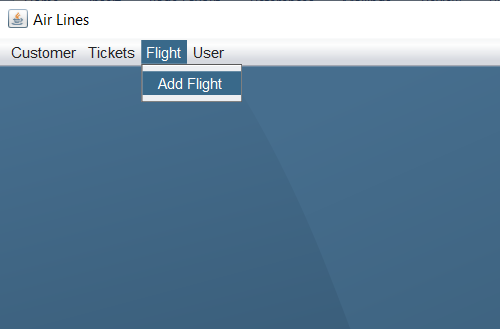 Air Lines
Customer Tickets Flight User
Add Flight